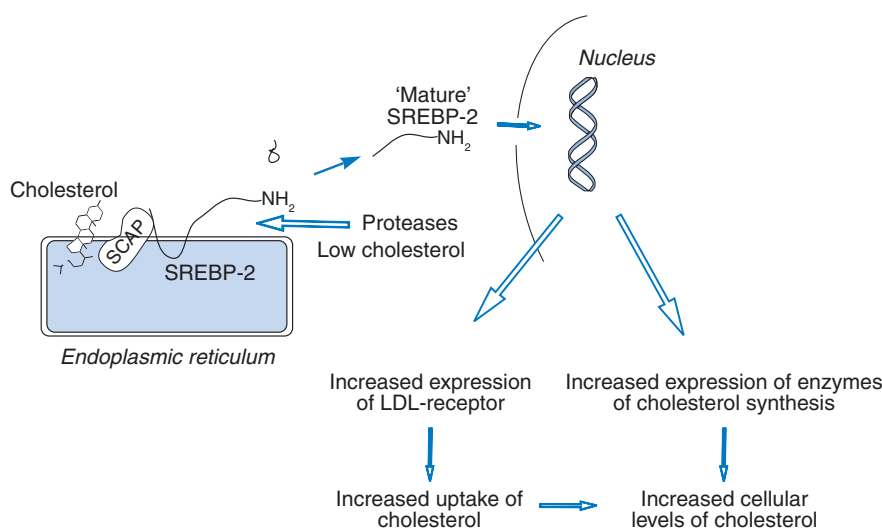 Nucleus
'Mature'
SREBP-2
NH2
8
NH2
Cholesterol
SCAP
Proteases
Low cholesterol
SREBP-2
Endoplasmic reticulum
Increased expression
of LDL-receptor
Increased expression of enzymes
of cholesterol synthesis
Increased uptake of
cholesterol
Increased cellular
levels of cholesterol